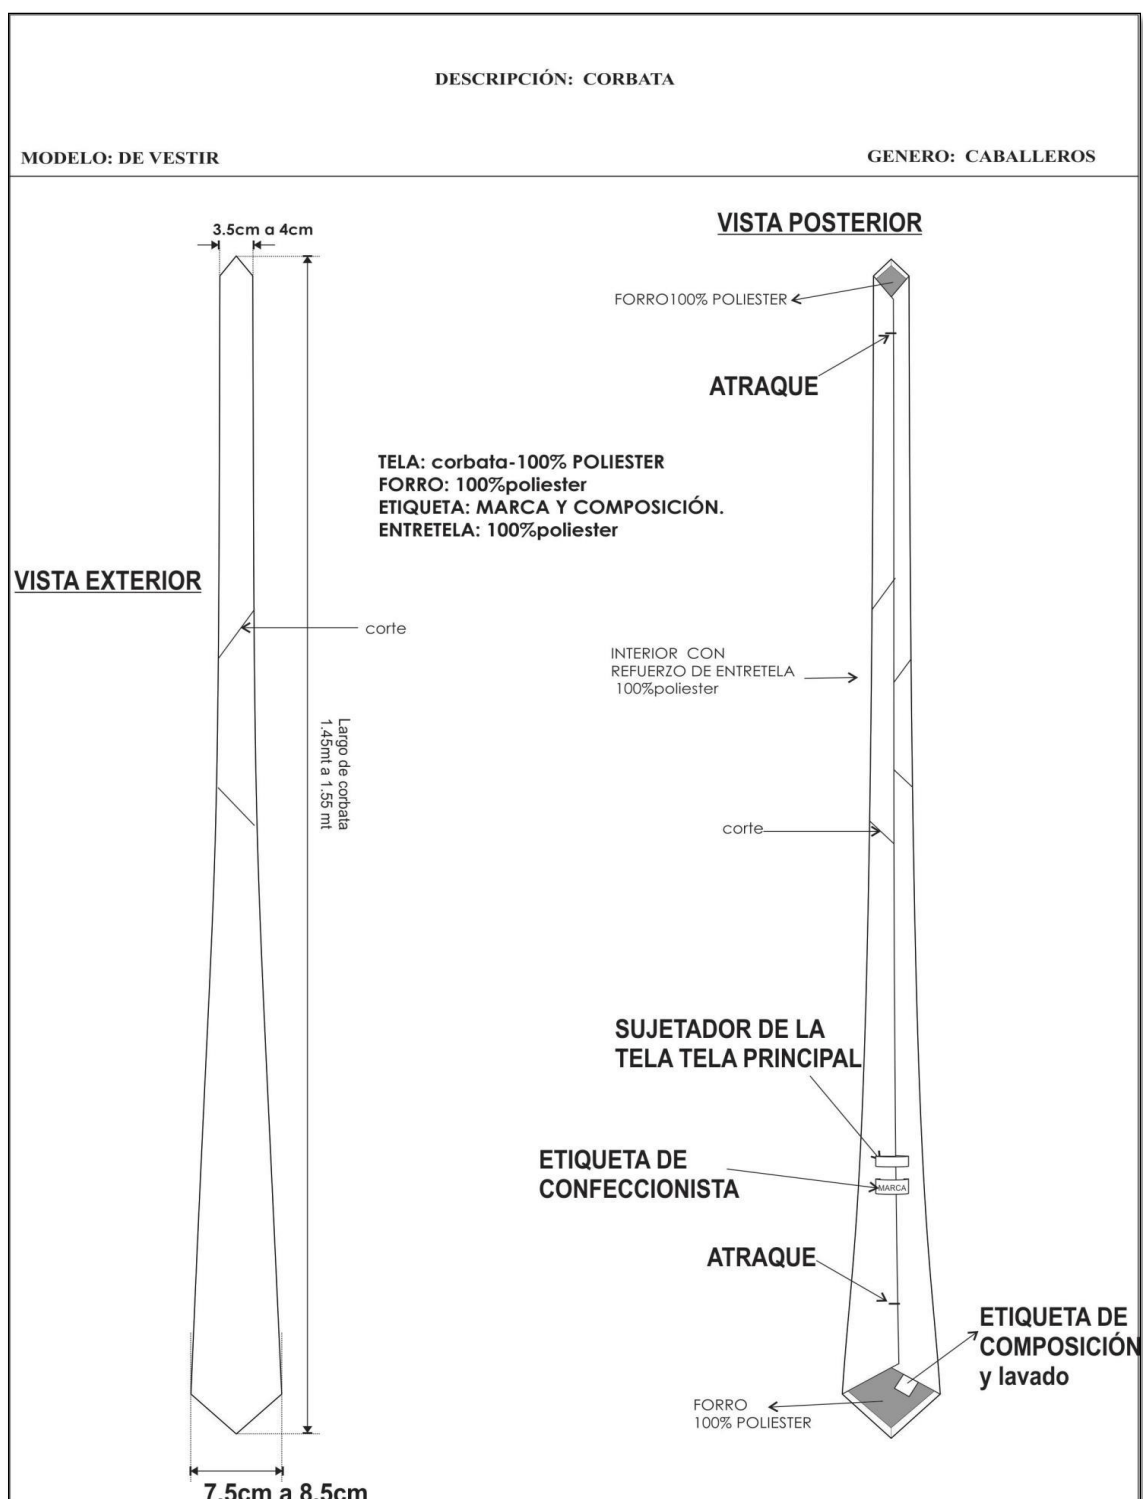 DESCRIPCIÓN: CORBATA
MODELO: DE VESTIR
GENERO: CABALLEROS
3.5cm a 4cm
VISTA POSTERIOR
FORRO100% POLIESTER
ATRAQUE
TELA: corbata-100% POLIESTER
FORRO: 100%poliester
ETIQUETA: MARCA Y COMPOSICIÓN.
ENTRETELA: 100%poliester
VISTA EXTERIOR
corte
INTERIOR CON
REFUERZO DE ENTRETELA
100%poliester
Largo de corbata
1.45mt a 1.55 mt
corte
SUJETADOR DE LA
TELA TELA PRINCIPAL
ETIQUETA DE
CONFECCIONISTA
MARCA
ATRAQUE
ETIQUETA DE
COMPOSICIÓN
y lavado
FORRO
100% POLIESTER
7.5cm a 8.5cm